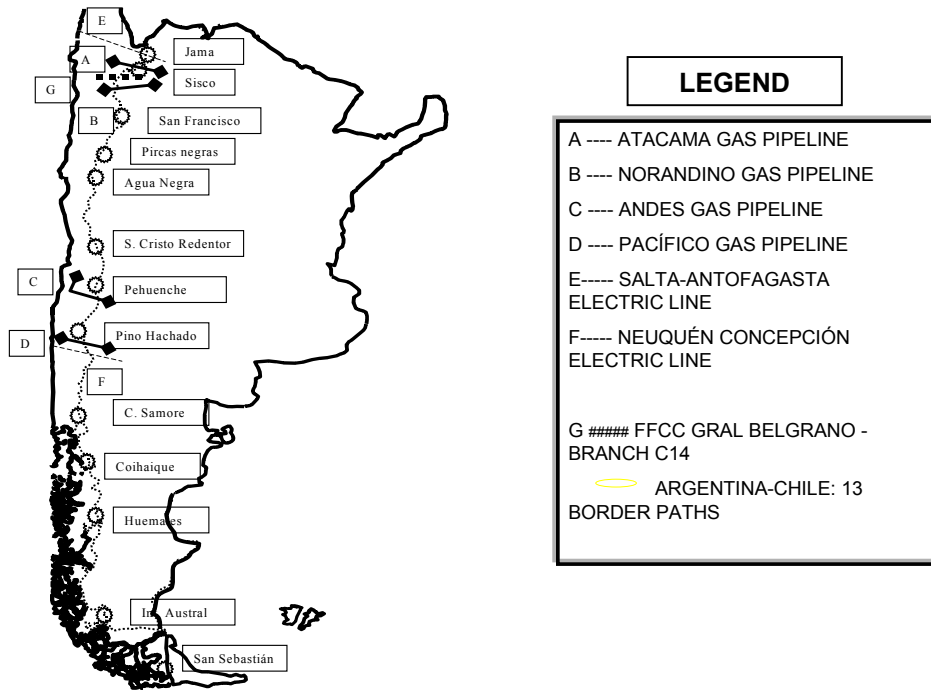 E
Jama
A
Sisco
G
B
San Francisco
Pircas negras
Agua Negra
S. Cristo Redentor
C
Pehuenche
Pino Hachado
D
F
C. Samore
Coihaique
Huemales
Austral
San Sebastián
LEGEND
A ---- ATACAMA GAS PIPELINE
B ---- NORANDINO GAS PIPELINE
C ---- ANDES GAS PIPELINE
D ---- PACÍFICO GAS PIPELINE
E----- SALTA-ANTOFAGASTA
ELECTRIC LINE
F----- NEUQUÉN CONCEPCIÓN
ELECTRIC LINE
G ##### FFCC GRAL BELGRANO -
BRANCH C14
ARGENTINA-CHILE: 13
BORDER PATHS